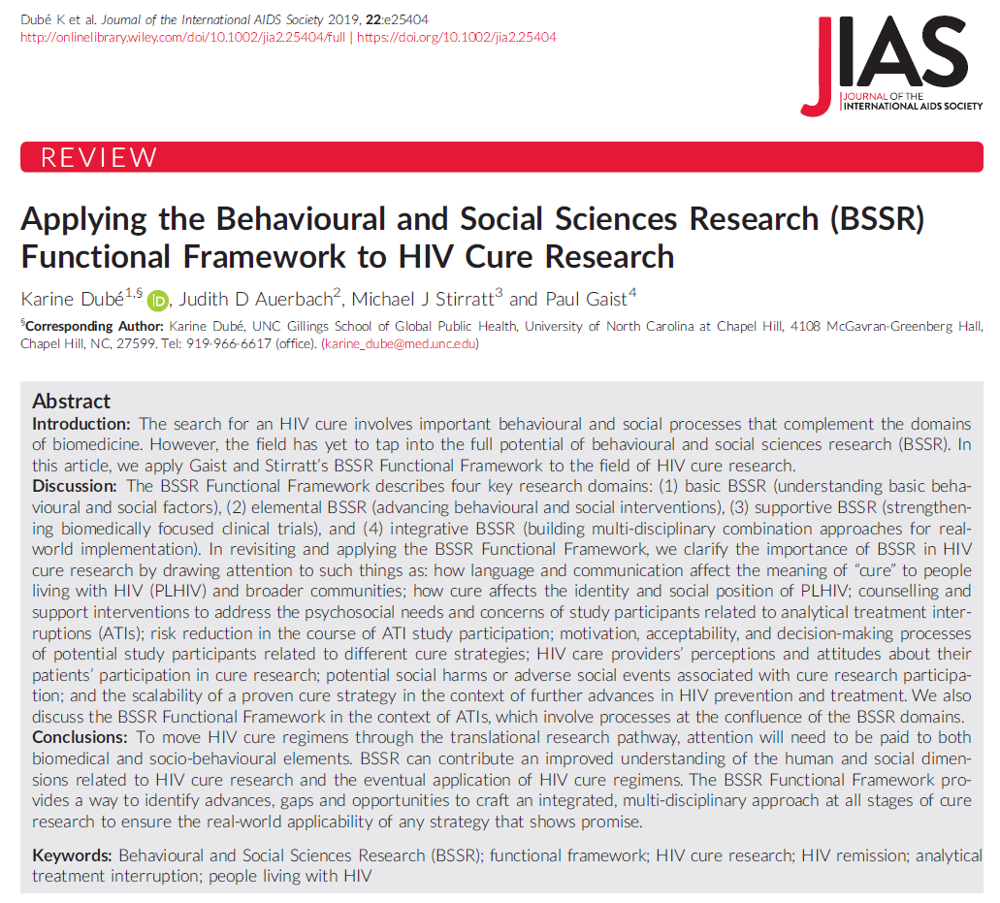 Dubé K et al. Journal of the International AIDS Society 2019, 22:e25404
http://onlinelibrary.wiley.com/doi/10.1002/jia2.25404/full | https://doi.org/10.1002/jia2.25404
JIAS
JOURNAL OF THE
INTERNATIONAL AIDS SOCIETY
REVIEW
Applying the Behavioural and Social Sciences Research (BSSR)
Functional Framework to HIV Cure Research
Karine Dubé1,§ iD, Judith D Auerbach2, Michael J Stirratt3 and Paul Gaist4
§Corresponding Author: Karine Dubé, UNC Gillings School of Global Public Health, University of North Carolina at Chapel Hill, 4108 McGavran-Greenberg Hall,
Chapel Hill, NC, 27599. Tel: 919-966-6617 (office). (karine_dube@med.unc.edu)
Abstract
Introduction: The search for an HIV cure involves important behavioural and social processes that complement the domains
of biomedicine. However, the field has yet to tap into the full potential of behavioural and social sciences research (BSSR). In
this article, we apply Gaist and Stirratt's BSSR Functional Framework to the field of HIV cure research.
Discussion: The BSSR Functional Framework describes four key research domains: (1) basic BSSR (understanding basic beha-
vioural and social factors), (2) elemental BSSR (advancing behavioural and social interventions), (3) supportive BSSR (strengthen-
ing biomedically focused clinical trials), and (4) integrative BSSR (building multi-disciplinary combination approaches for real-
world implementation). In revisiting and applying the BSSR Functional Framework, we clarify the importance of BSSR in HIV
cure research by drawing attention to such things as: how language and communication affect the meaning of "cure" to people
living with HIV (PLHIV) and broader communities; how cure affects the identity and social position of PLHIV; counselling and
support interventions to address the psychosocial needs and concerns of study participants related to analytical treatment inter-
ruptions (ATIs); risk reduction in the course of ATI study participation; motivation, acceptability, and decision-making processes
of potential study participants related to different cure strategies; HIV care providers' perceptions and attitudes about their
patients' participation in cure research; potential social harms or adverse social events associated with cure research participa-
tion; and the scalability of a proven cure strategy in the context of further advances in HIV prevention and treatment. We also
discuss the BSSR Functional Framework in the context of ATIs, which involve processes at the confluence of the BSSR domains.
Conclusions: To move HIV cure regimens through the translational research pathway, attention will need to be paid to both
biomedical and socio-behavioural elements. BSSR can contribute an improved understanding of the human and social dimen-
sions related to HIV cure research and the eventual application of HIV cure regimens. The BSSR Functional Framework pro-
vides a way to identify advances, gaps and opportunities to craft an integrated, multi-disciplinary approach at all stages of cure
research to ensure the real-world applicability of any strategy that shows promise.
Keywords: Behavioural and Social Sciences Research (BSSR); functional framework; HIV cure research; HIV remission; analytical
treatment interruption; people living with HIV